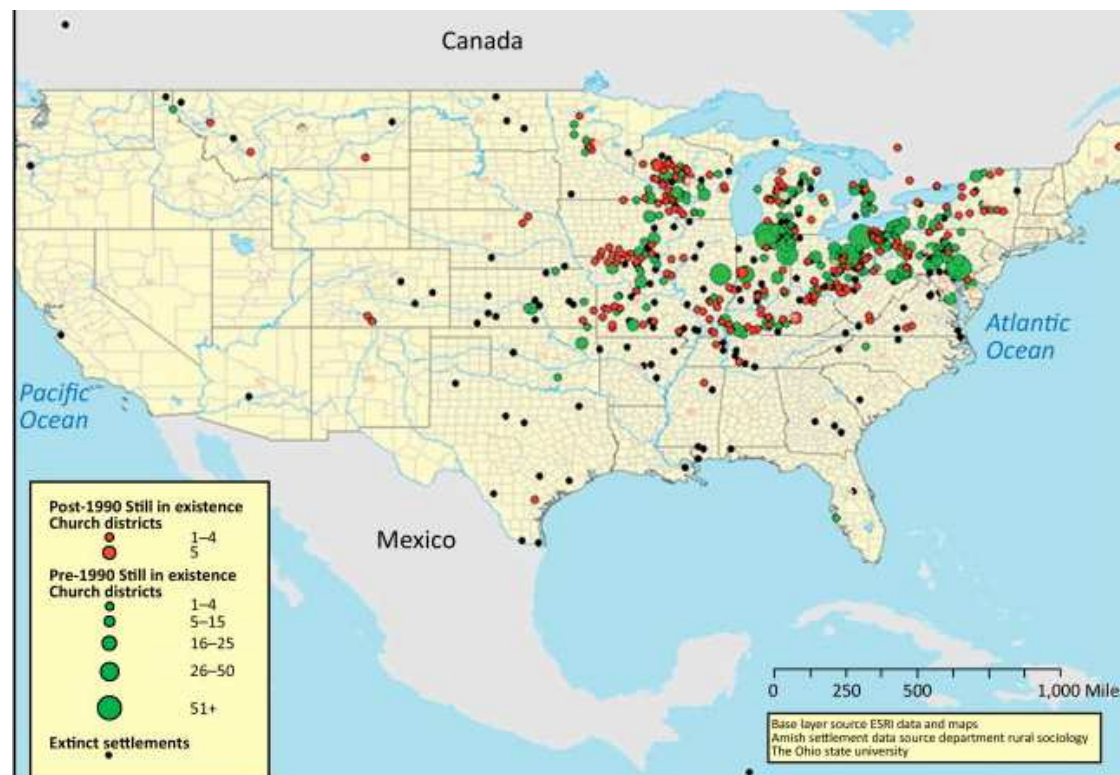 Canada
Atlantic
Ocean
Pacific
Ocean
Mexico
Post-1990 Still in existence
Church districts
1–4
5
Pre-1990 Still in existence
Church districts
1–4
5–15
16–25
26–50
51+
Extinct settlements
0 250 500 1,000 Mile
Base layer source ESRI data and maps
Amish settlement data source department rural sociology
The Ohio state university